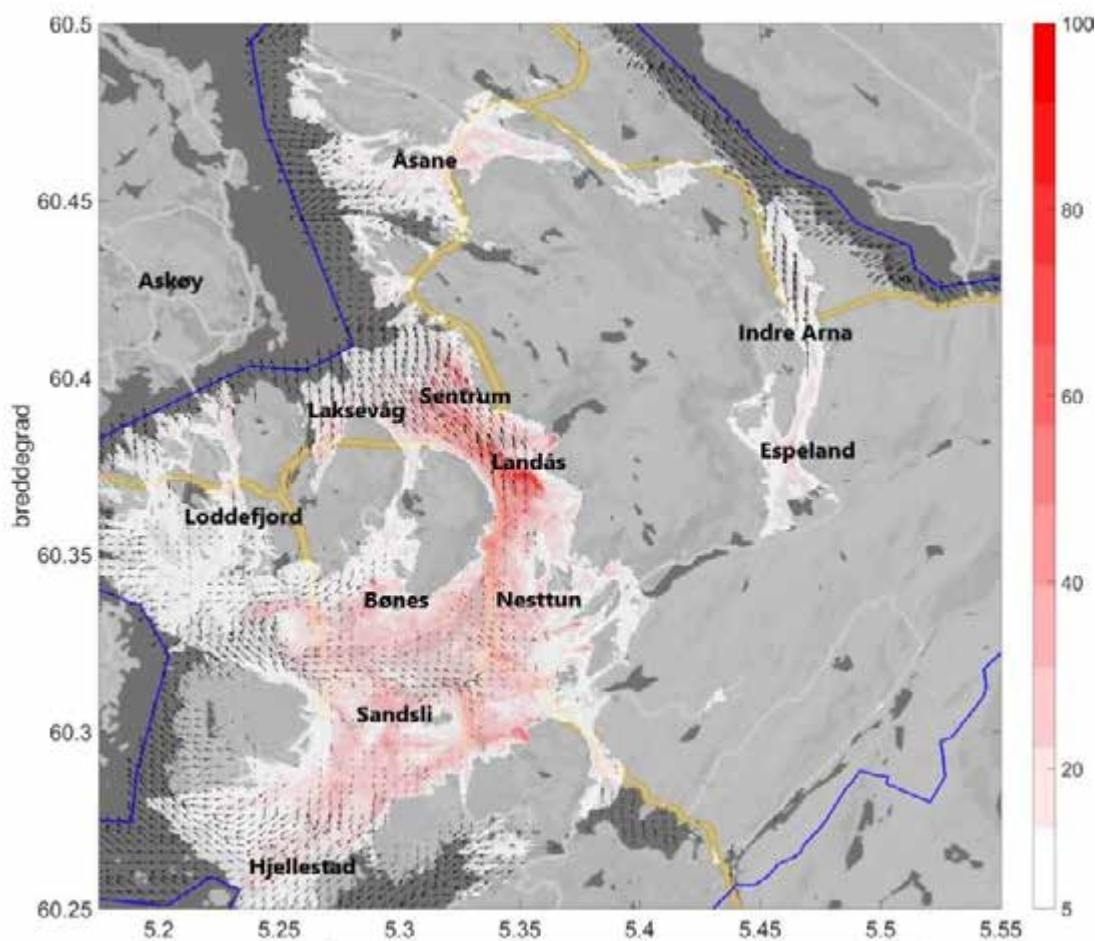 60.5
100
Åsane
60.45
80
Askøy
Indre Arna
60.4
Sentrum
Laksevåg
60
Landås
Espeland
breddegrad
Loddefjord
60.35
Bønes
Nesttun
40
60.3
Sandsli
20
Hjellestad
60.25
5
5.2
5.25
5.3
5.35
5.4
5.45
5.5
5.55